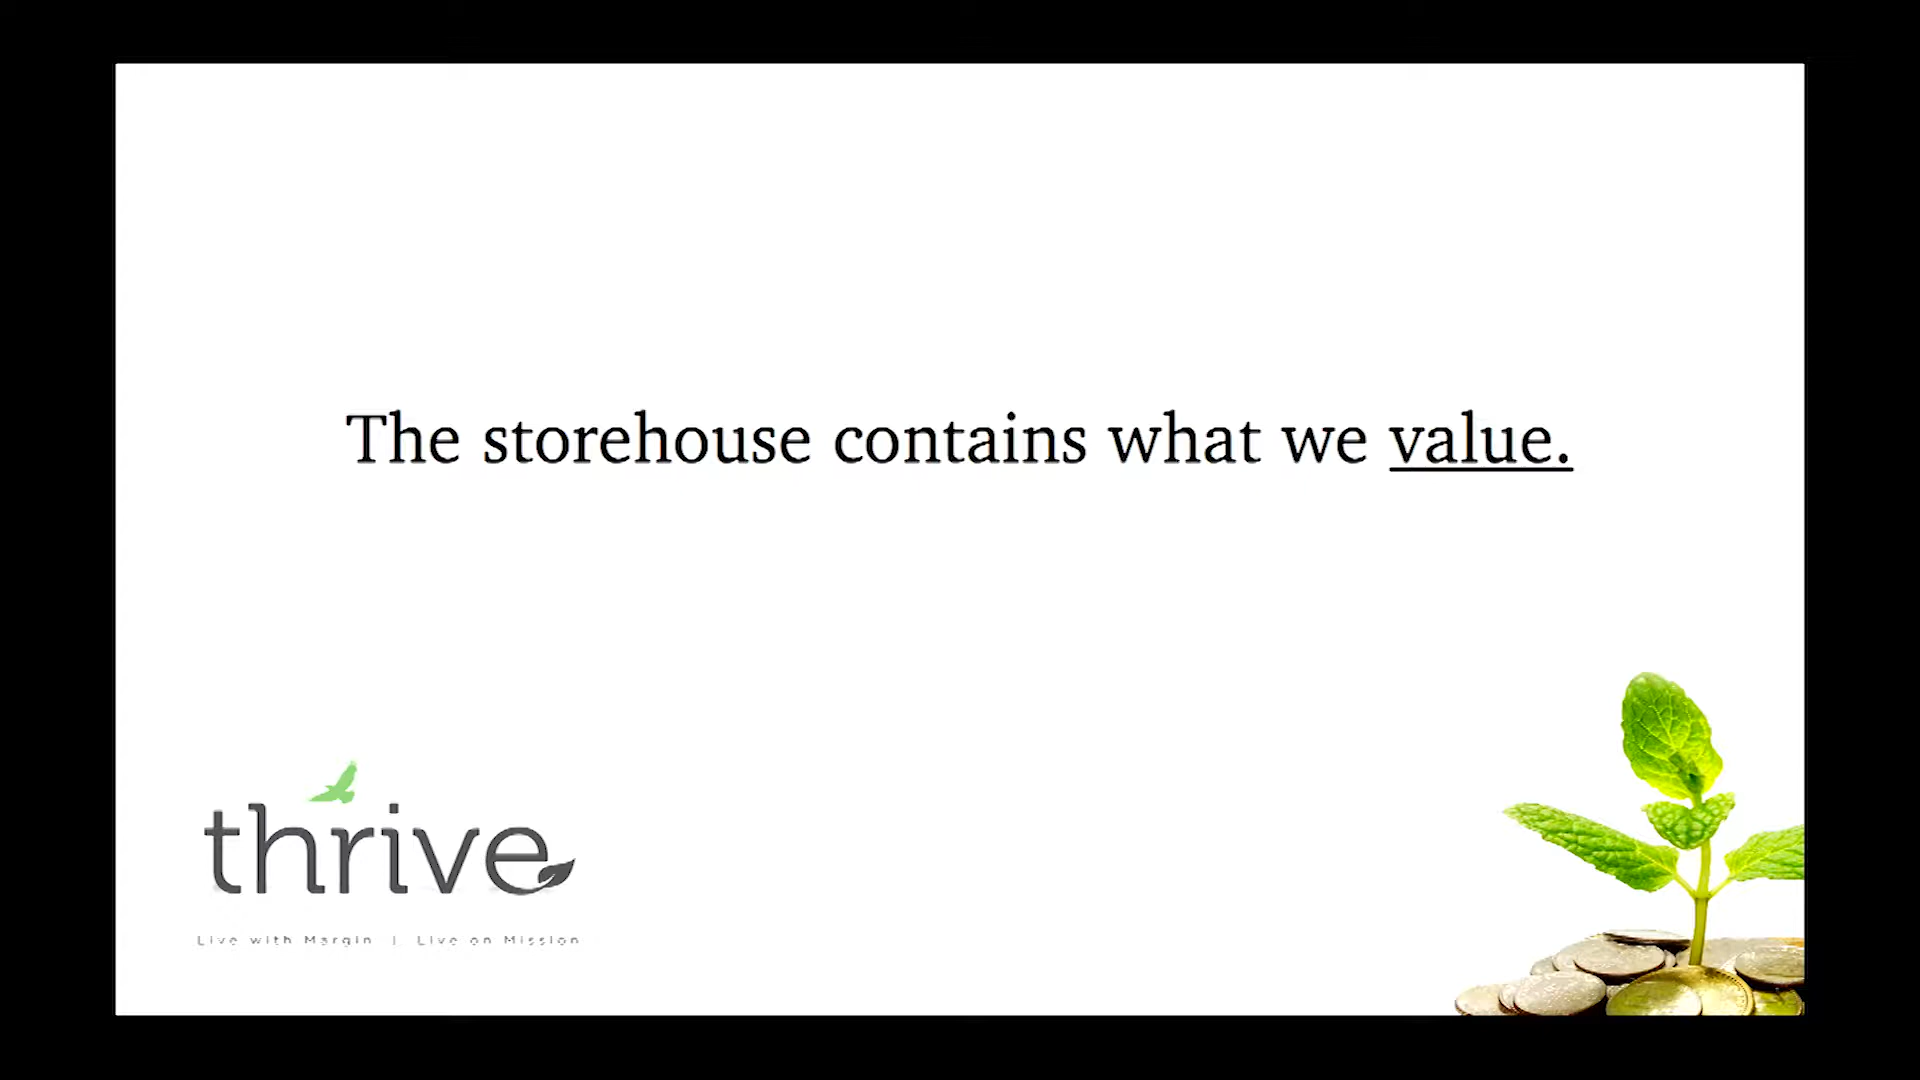 The storehouse contains what we value.
thrive
Live with Margin | Live on Mission